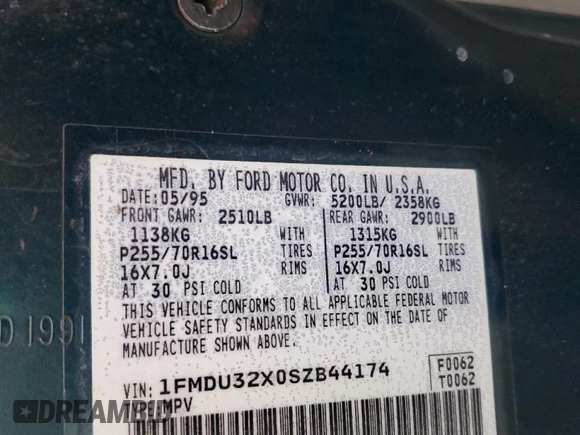 MFD. BY FORD MOTOR CO. IN U.S.A.
DATE: 05/95 GVWR: 5200LB/ 2358KG
FRONT GAWR: 2510LB REAR GAWR: 2900LB
1138KG WITH 1315KG WITH
P255/70R16SL TIRES P255/70R16SL TIRES
16X7.0J RIMS 16X7.0J RIMS
AT 30 PSI COLD AT 30 PSI COLD
THIS VEHICLE CONFORMS TO ALL APPLICABLE FEDERAL MOTOR
VEHICLE SAFETY STANDARDS IN EFFECT ON THE DATE OF
MANUFACTURE SHOWN ABOVE.
VIN: 1FMDU32X0SZB44174 F0062
T0062
MPV
D 1991
DREAMBID